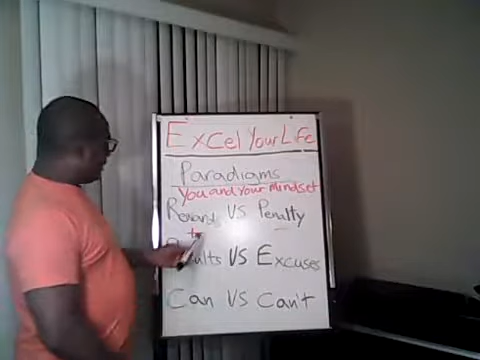 Excel Your Life
Paradigms
You and Your Mindset
Reward VS Penalty
Results VS Excuses
Can VS Can't